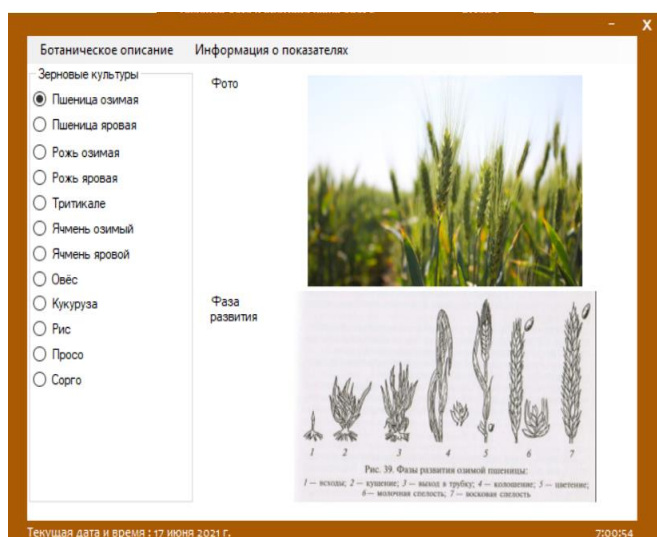 –
X
Ботаническое описание Информация о показателях
Зерновые культуры
Пшеница озимая
Пшеница яровая
Рожь озимая
Рожь яровая
Тритикале
Ячмень озимый
Ячмень яровой
Овёс
Кукуруза
Рис
Просо
Сорго
Фото
Фаза
развития
1 2 3 4 5 6 7
Рис. 39. Фазы развития озимой пшеницы:
1 — всходы; 2 — кущение; 3 — выход в трубку; 4 — колошение; 5 — цветение;
6 — молочная спелость; 7 — восковая спелость
Текущая дата и время : 17 июня 2021 г. 7:00:54